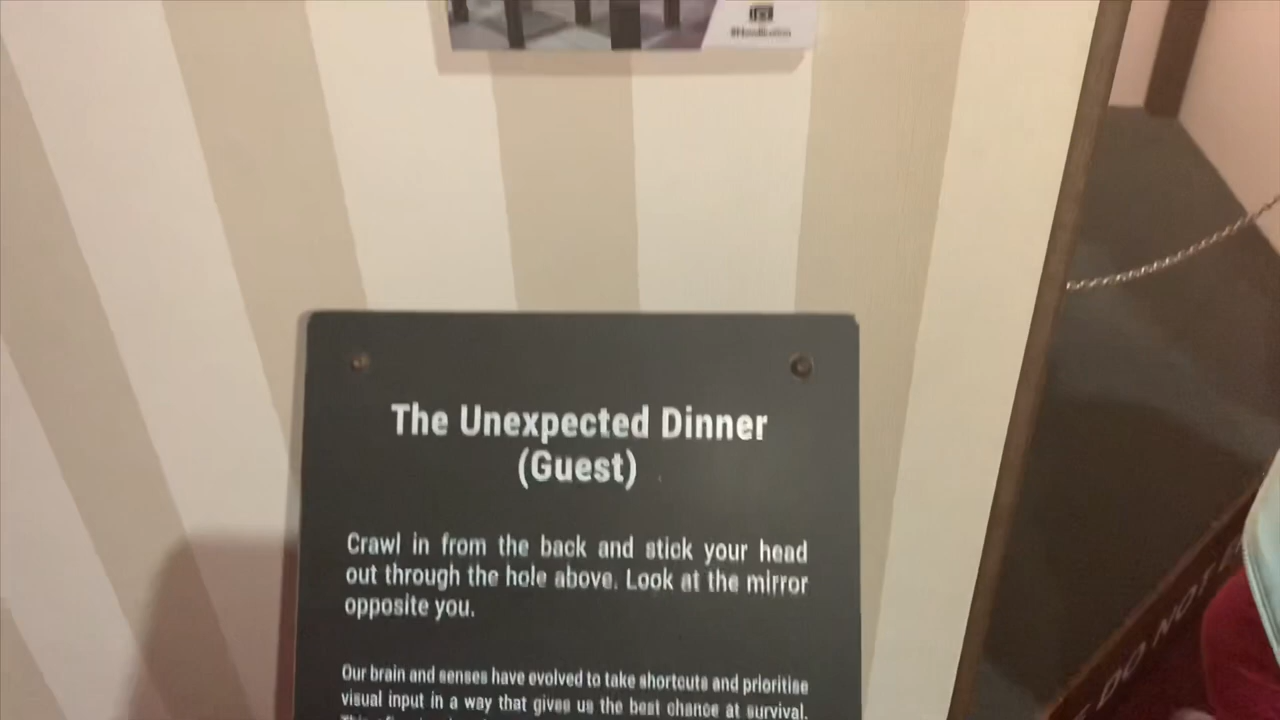 The Unexpected Dinner
(Guest)
Crawl in from the back and stick your head
out through the hole above. Look at the mirror
opposite you.
Our brain and senses have evolved to take shortcuts and prioritise
visual input in a way that gives us the best chance at survival.
DO NOT